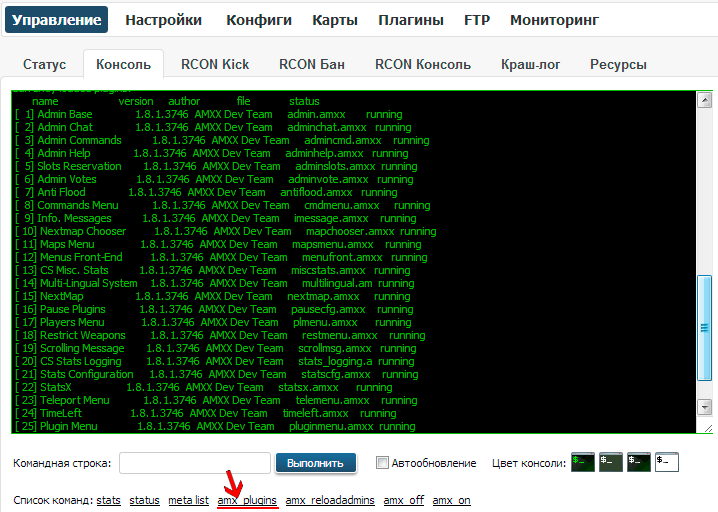 Управление Настройки Конфиги Карты Плагины FTP Мониторинг
Статус Консоль RCON Kick RCON Бан RCON Консоль Краш-лог Ресурсы
name version author file status
[ 1] Admin Base 1.8.1.3746 AMXX Dev Team admin.amxx running
[ 2] Admin Chat 1.8.1.3746 AMXX Dev Team adminchat.amxx running
[ 3] Admin Commands 1.8.1.3746 AMXX Dev Team admincmd.amxx running
[ 4] Admin Help 1.8.1.3746 AMXX Dev Team adminhelp.amxx running
[ 5] Slots Reservation 1.8.1.3746 AMXX Dev Team adminslots.amxx running
[ 6] Admin Votes 1.8.1.3746 AMXX Dev Team adminvote.amxx running
[ 7] Anti Flood 1.8.1.3746 AMXX Dev Team antiflood.amxx running
[ 8] Commands Menu 1.8.1.3746 AMXX Dev Team cmdmenu.amxx running
[ 9] Info. Messages 1.8.1.3746 AMXX Dev Team imessage.amxx running
[ 10] Nextmap Chooser 1.8.1.3746 AMXX Dev Team mapchooser.amxx running
[ 11] Maps Menu 1.8.1.3746 AMXX Dev Team mapsmenu.amxx running
[ 12] Menus Front-End 1.8.1.3746 AMXX Dev Team menufront.amxx running
[ 13] CS Misc. Stats 1.8.1.3746 AMXX Dev Team miscstats.amxx running
[ 14] Multi-Lingual System 1.8.1.3746 AMXX Dev Team multilingual.am running
[ 15] NextMap 1.8.1.3746 AMXX Dev Team nextmap.amxx running
[ 16] Pause Plugins 1.8.1.3746 AMXX Dev Team pausecfg.amxx running
[ 17] Players Menu 1.8.1.3746 AMXX Dev Team plmenu.amxx running
[ 18] Restrict Weapons 1.8.1.3746 AMXX Dev Team restmenu.amxx running
[ 19] Scrolling Message 1.8.1.3746 AMXX Dev Team scrollmsg.amxx running
[ 20] CS Stats Logging 1.8.1.3746 AMXX Dev Team stats_logging.a running
[ 21] Stats Configuration 1.8.1.3746 AMXX Dev Team statscfg.amxx running
[ 22] StatsX 1.8.1.3746 AMXX Dev Team statsx.amxx running
[ 23] Teleport Menu 1.8.1.3746 AMXX Dev Team telemenu.amxx running
[ 24] TimeLeft 1.8.1.3746 AMXX Dev Team timeleft.amxx running
[ 25] Plugin Menu 1.8.1.3746 AMXX Dev Team pluginmenu.amxx running
Командная строка: Выполнить Автообновление Цвет консоли: $_ $_ $_ $_
Список команд: stats status meta list amx_plugins amx_reloadadmins amx_off amx_on